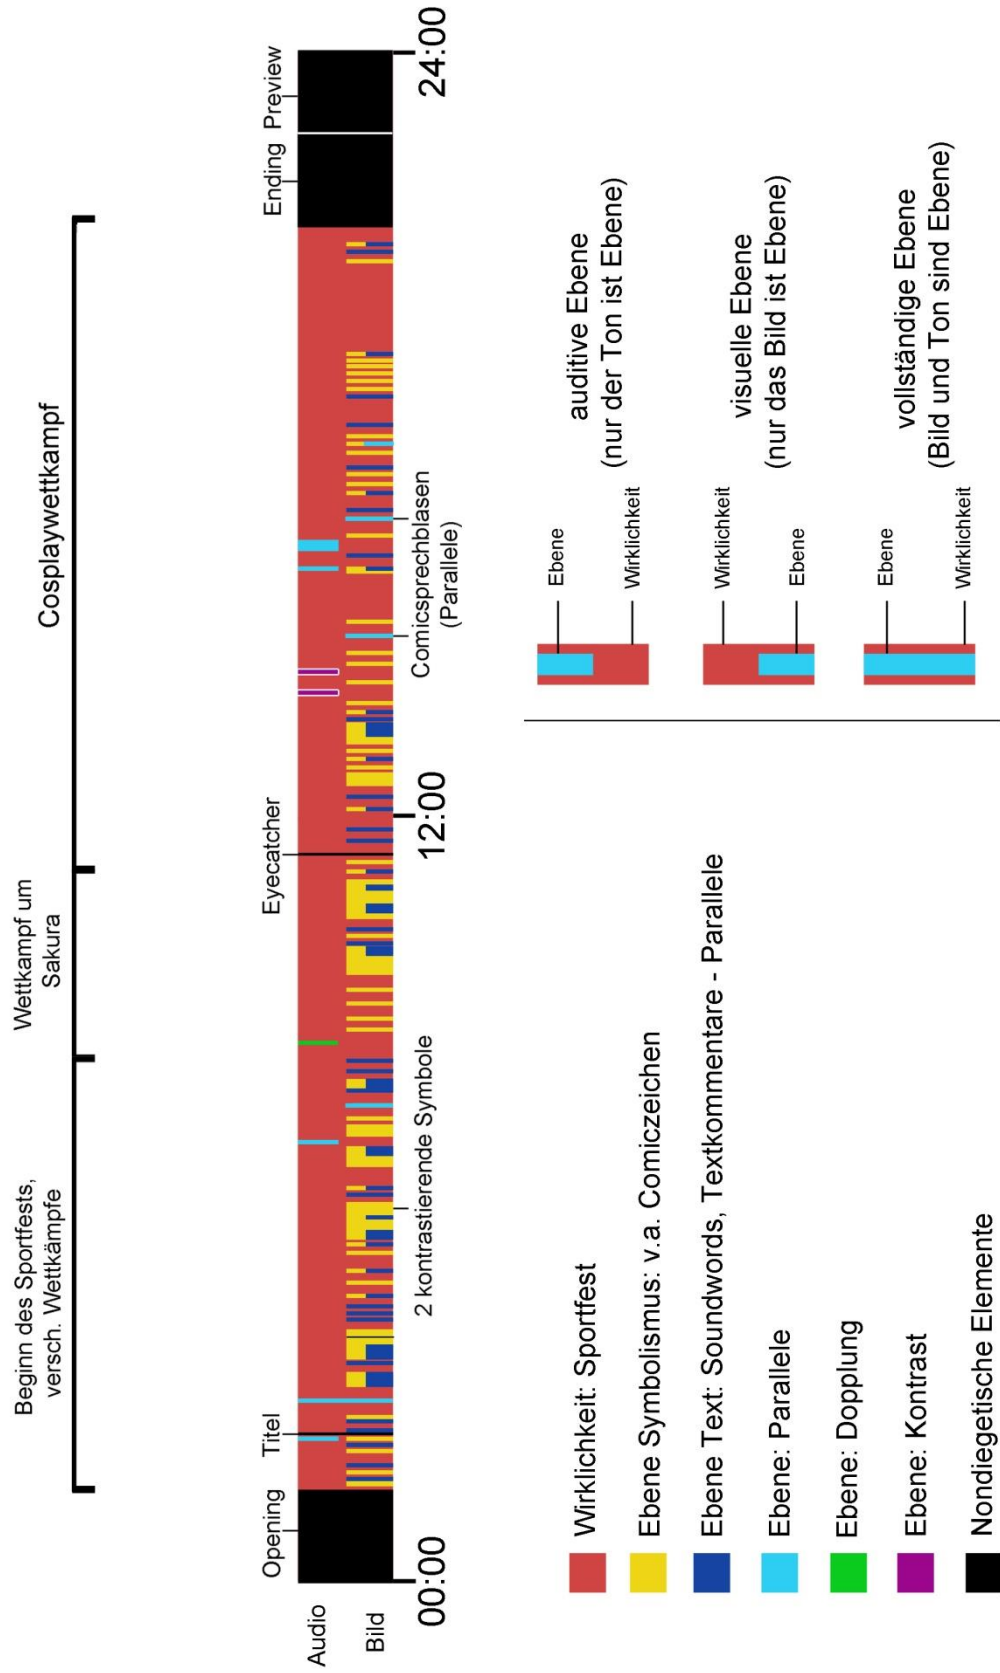 Beginn des Sportfests,
versch. Wettkämpfe
Wettkampf um
Sakura
Cosplaywettkampf
Opening
Titel
Eyecatcher
Ending
Preview
Audio
Bild
2 kontrastierende Symbole
Comicsprechblasen
(Parallele)
00:00
12:00
24:00
Wirklichkeit: Sportfest
Ebene Symbolismus: v.a. Comiczeichen
Ebene Text: Soundwords, Textkommentare - Parallele
Ebene: Parallele
Ebene: Dopplung
Ebene: Kontrast
Nondiegetische Elemente
Ebene
Wirklichkeit
auditive Ebene
(nur der Ton ist Ebene)
Wirklichkeit
Ebene
visuelle Ebene
(nur das Bild ist Ebene)
Ebene
Wirklichkeit
vollständige Ebene
(Bild und Ton sind Ebene)